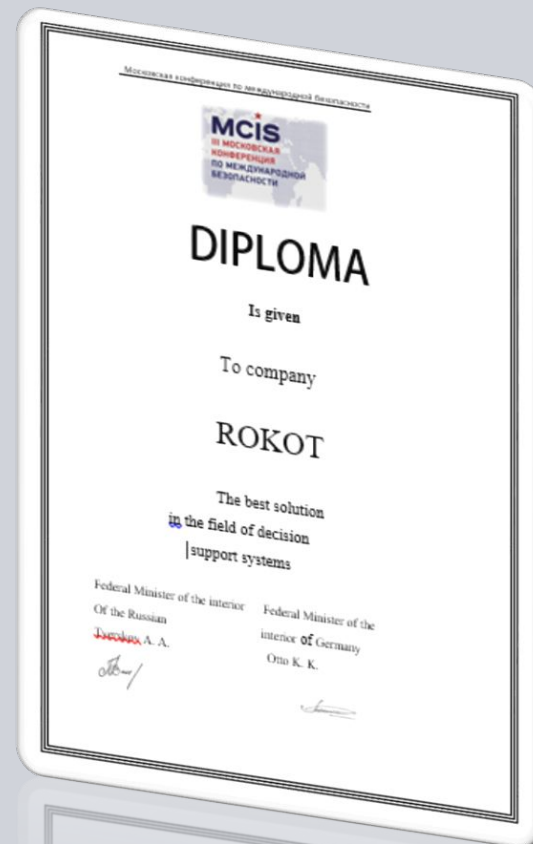 Московская конференция по международной безопасности
MCIS
III МОСКОВСКАЯ
КОНФЕРЕНЦИЯ
ПО МЕЖДУНАРОДНОЙ
БЕЗОПАСНОСТИ
DIPLOMA
Is given
To company
ROKOT
The best solution
in the field of decision
support systems
Federal Minister of the interior
Of the Russian
A. A.
Federal Minister of the
interior of Germany
Otto K. K.